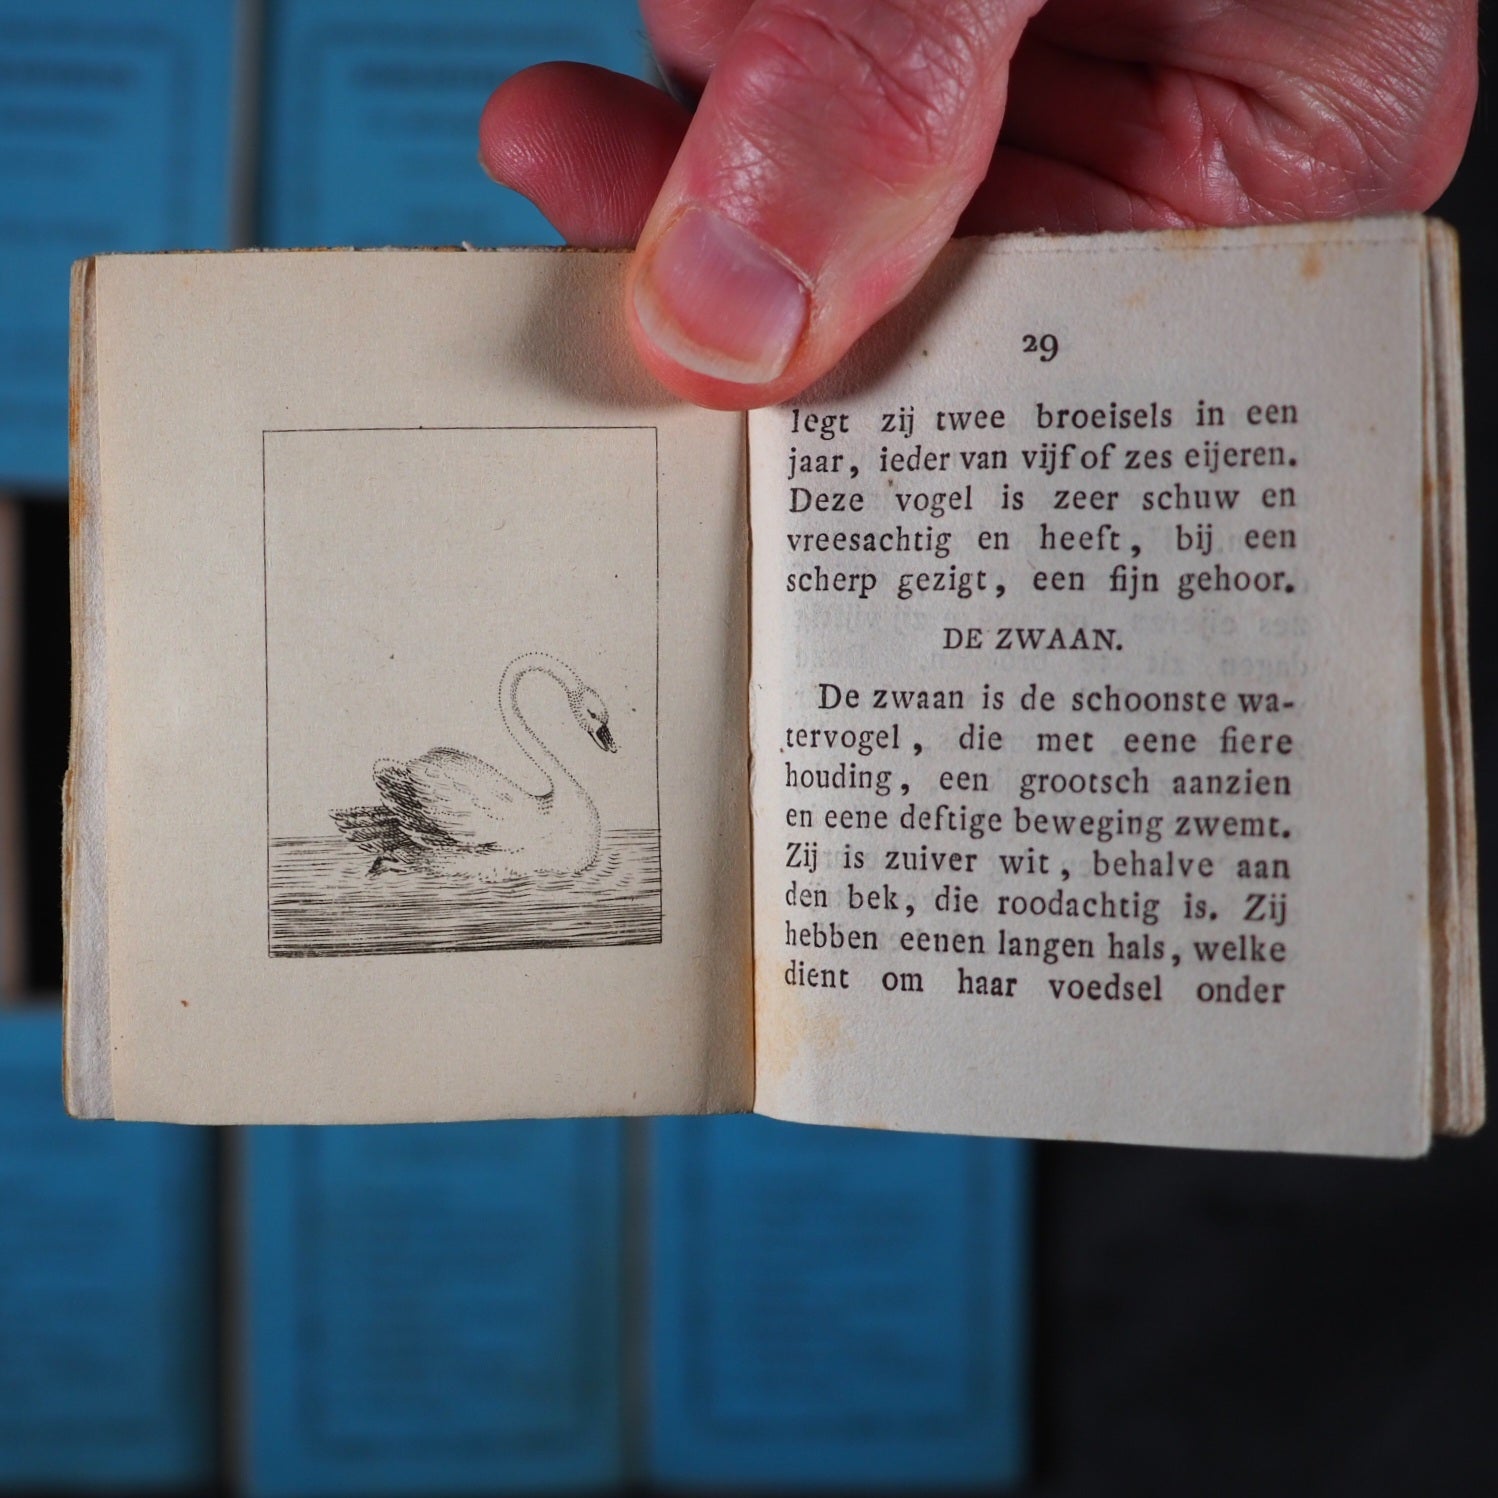 29
legt zij twee broeisels in een
jaar, ieder van vijf of zes eijeren.
Deze vogel is zeer schuw en
vreesachtig en heeft, bij een
scherp gezigt, een fijn gehoor.
DE ZWAAN.
De zwaan is de schoonste wa-
tervogel, die met eene fiere
houding, een grootsch aanzien
en eene deftige beweging zwemt.
Zij is zuiver wit, behalve aan
den bek, die roodachtig is. Zij
hebben eenen langen hals, welke
dient om haar voedsel onder